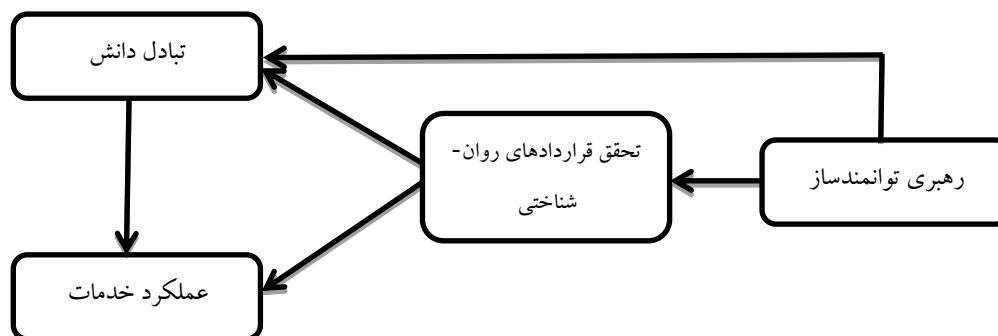 تبادل دانش
تحقق قراردادهای روان-
شناختی
رهبری توانمندساز
عملکرد خدمات